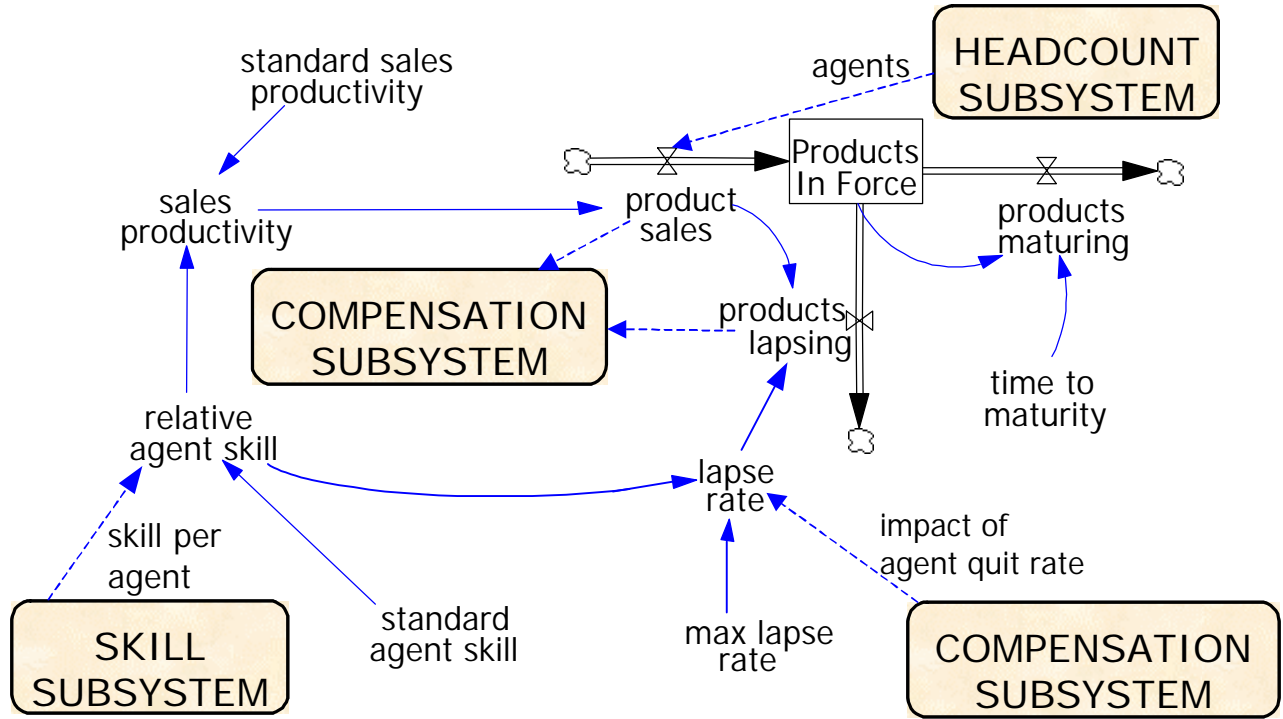 standard sales
productivity
agents
HEADCOUNT
SUBSYSTEM
Products
In Force
sales
productivity
product
sales
products
maturing
COMPENSATION
SUBSYSTEM
products
lapsing
time to
maturity
relative
agent skill
lapse
rate
skill per
agent
impact of
agent quit rate
SKILL
SUBSYSTEM
standard
agent skill
max lapse
rate
COMPENSATION
SUBSYSTEM